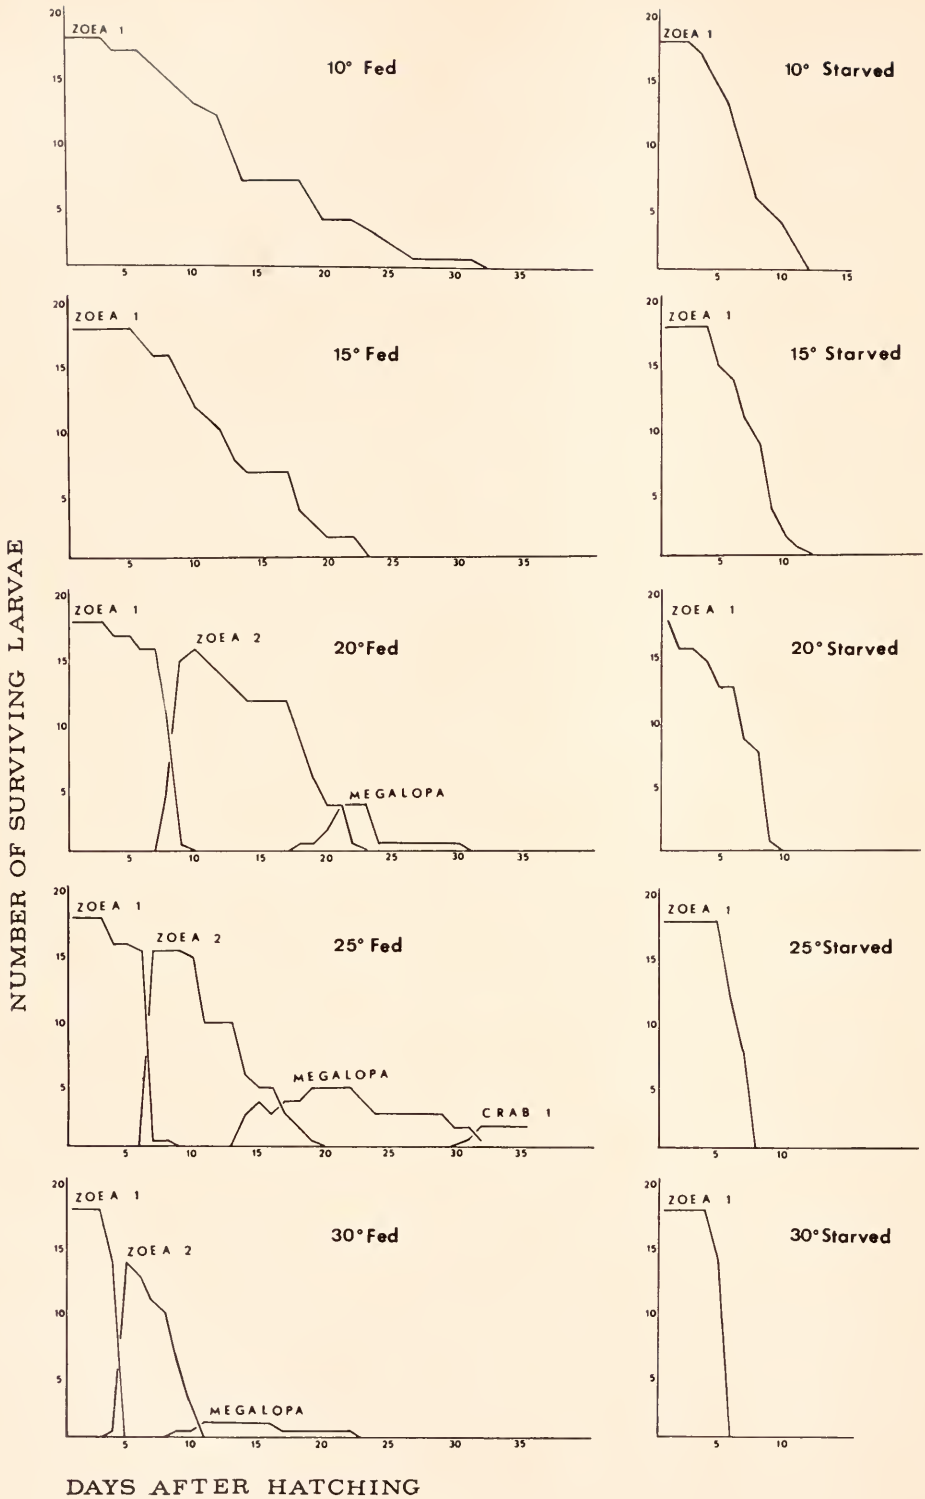 NUMBER OF SURVIVING LARVAE
20
ZOEA 1
10° Fed
15
10
5
5 10 15 20 25 30 35
20
ZOEA 1
10° Starved
15
10
5
5 10 15
20
ZOEA 1
15° Fed
15
10
5
5 10 15 20 25 30 35
20
ZOEA 1
15° Starved
15
10
5
5 10
20
ZOEA 1
ZOEA 2
20° Fed
15
10
5
MEGALOPA
5 10 15 20 25 30 35
20
ZOEA 1
20° Starved
15
10
5
5 10
20
ZOEA 1
ZOEA 2
25° Fed
15
10
5
MEGALOPA
CRAB 1
5 10 15 20 25 30 35
20
ZOEA 1
25° Starved
15
10
5
5 10
20
ZOEA 1
ZOEA 2
30° Fed
15
10
5
MEGALOPA
5 10 15 20 25 30 35
20
ZOEA 1
30° Starved
15
10
5
5 10
DAYS AFTER HATCHING